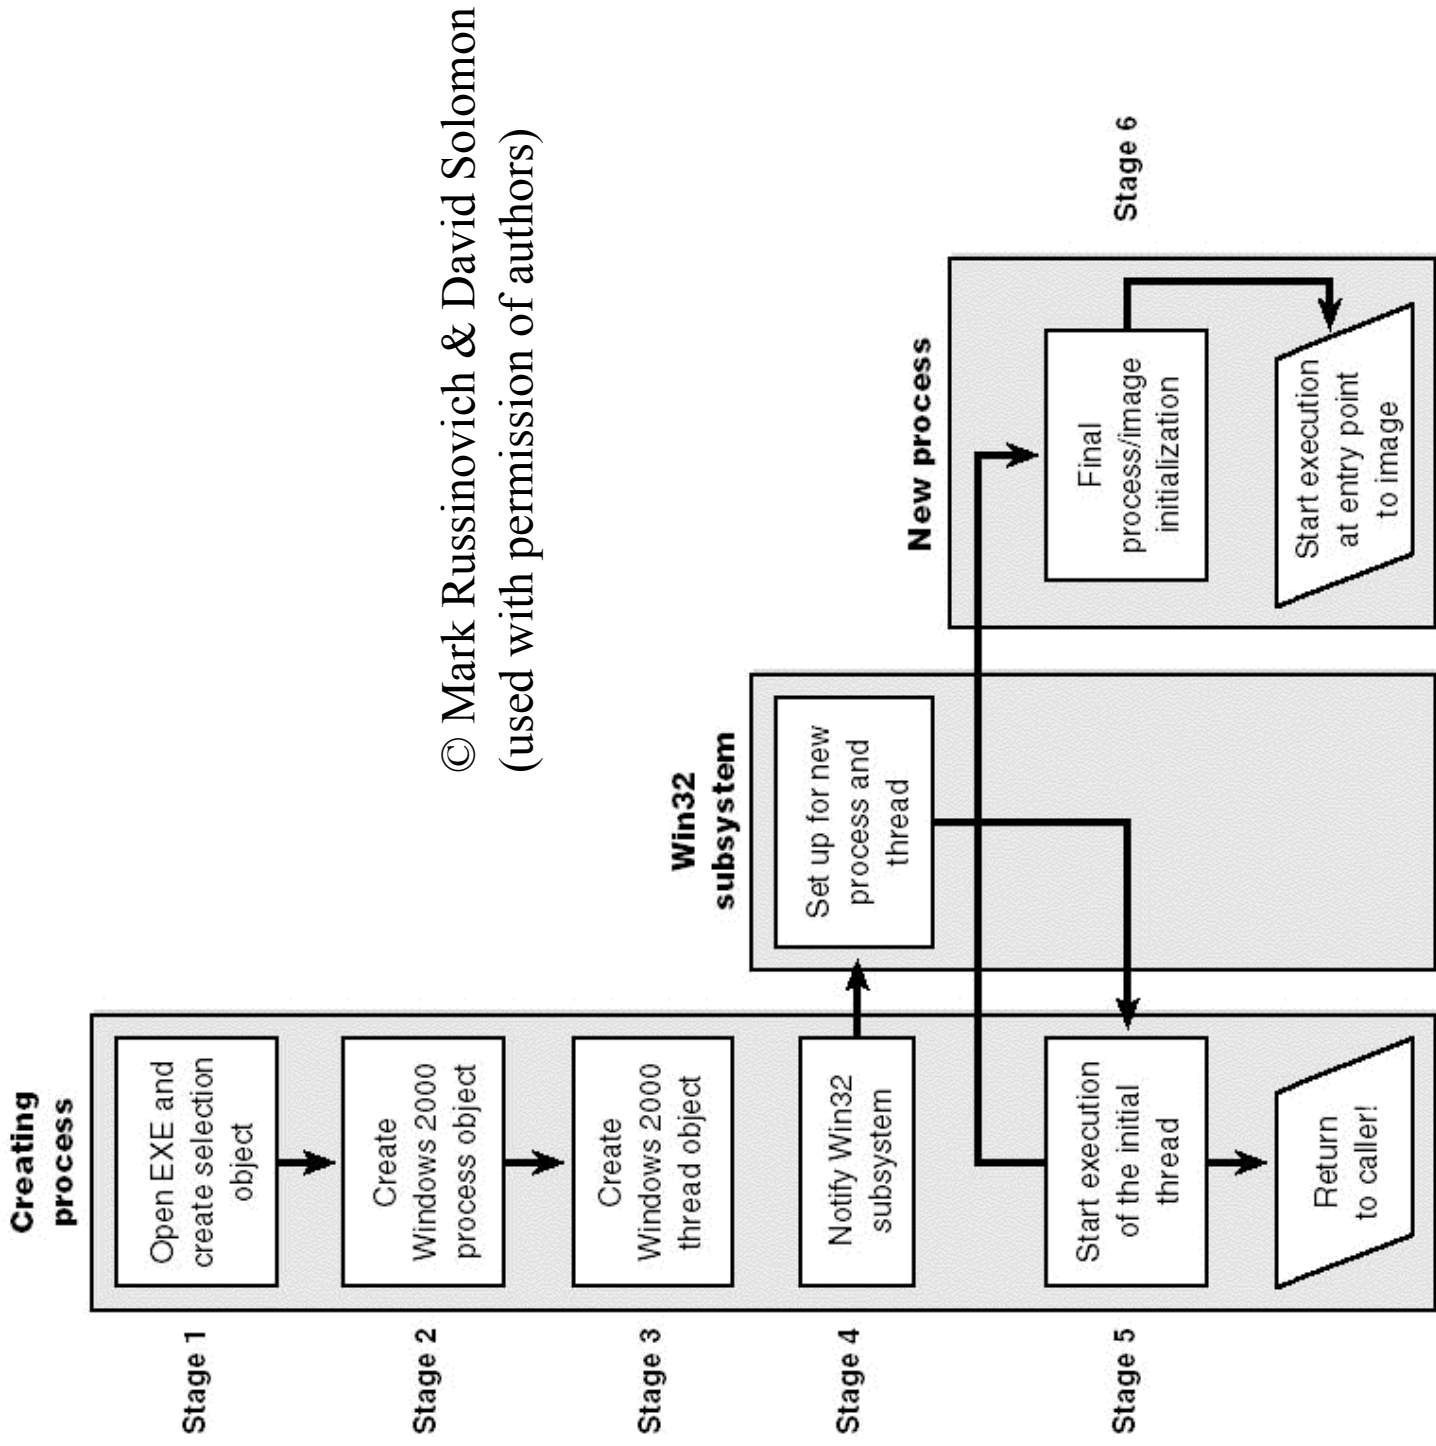 Creating
process
Win32
subsystem
New process
© Mark Russinovich & David Solomon
(used with permission of authors)
Stage 1
Open EXE and
create selection
object
Stage 2
Create
Windows 2000
process object
Stage 3
Create
Windows 2000
thread object
Stage 4
Notify Win32
subsystem
Set up for new
process and
thread
Stage 5
Start execution
of the initial
thread
Final
process/image
initialization
Stage 6
Return
to caller!
Start execution
at entry point
to image